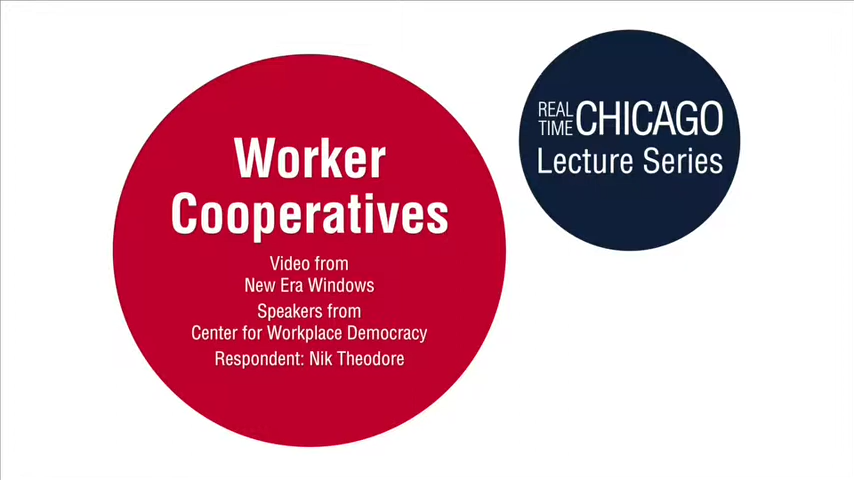 Worker
Cooperatives
Video from
New Era Windows
Speakers from
Center for Workplace Democracy
Respondent: Nik Theodore
REAL TIME CHICAGO
Lecture Series